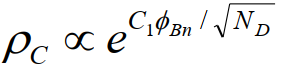 ρ_C ∝ e^{C_1 ϕ_{Bn} / √N_D}